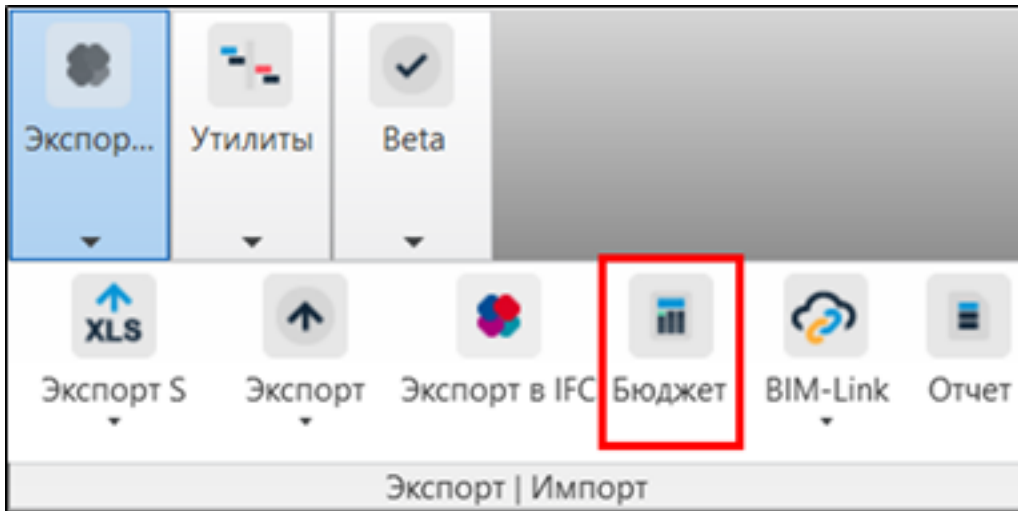 Экспор... Утилиты Beta
XLS
Экспорт S Экспорт Экспорт в IFC Бюджет BIM-Link Отчет
Экспорт | Импорт